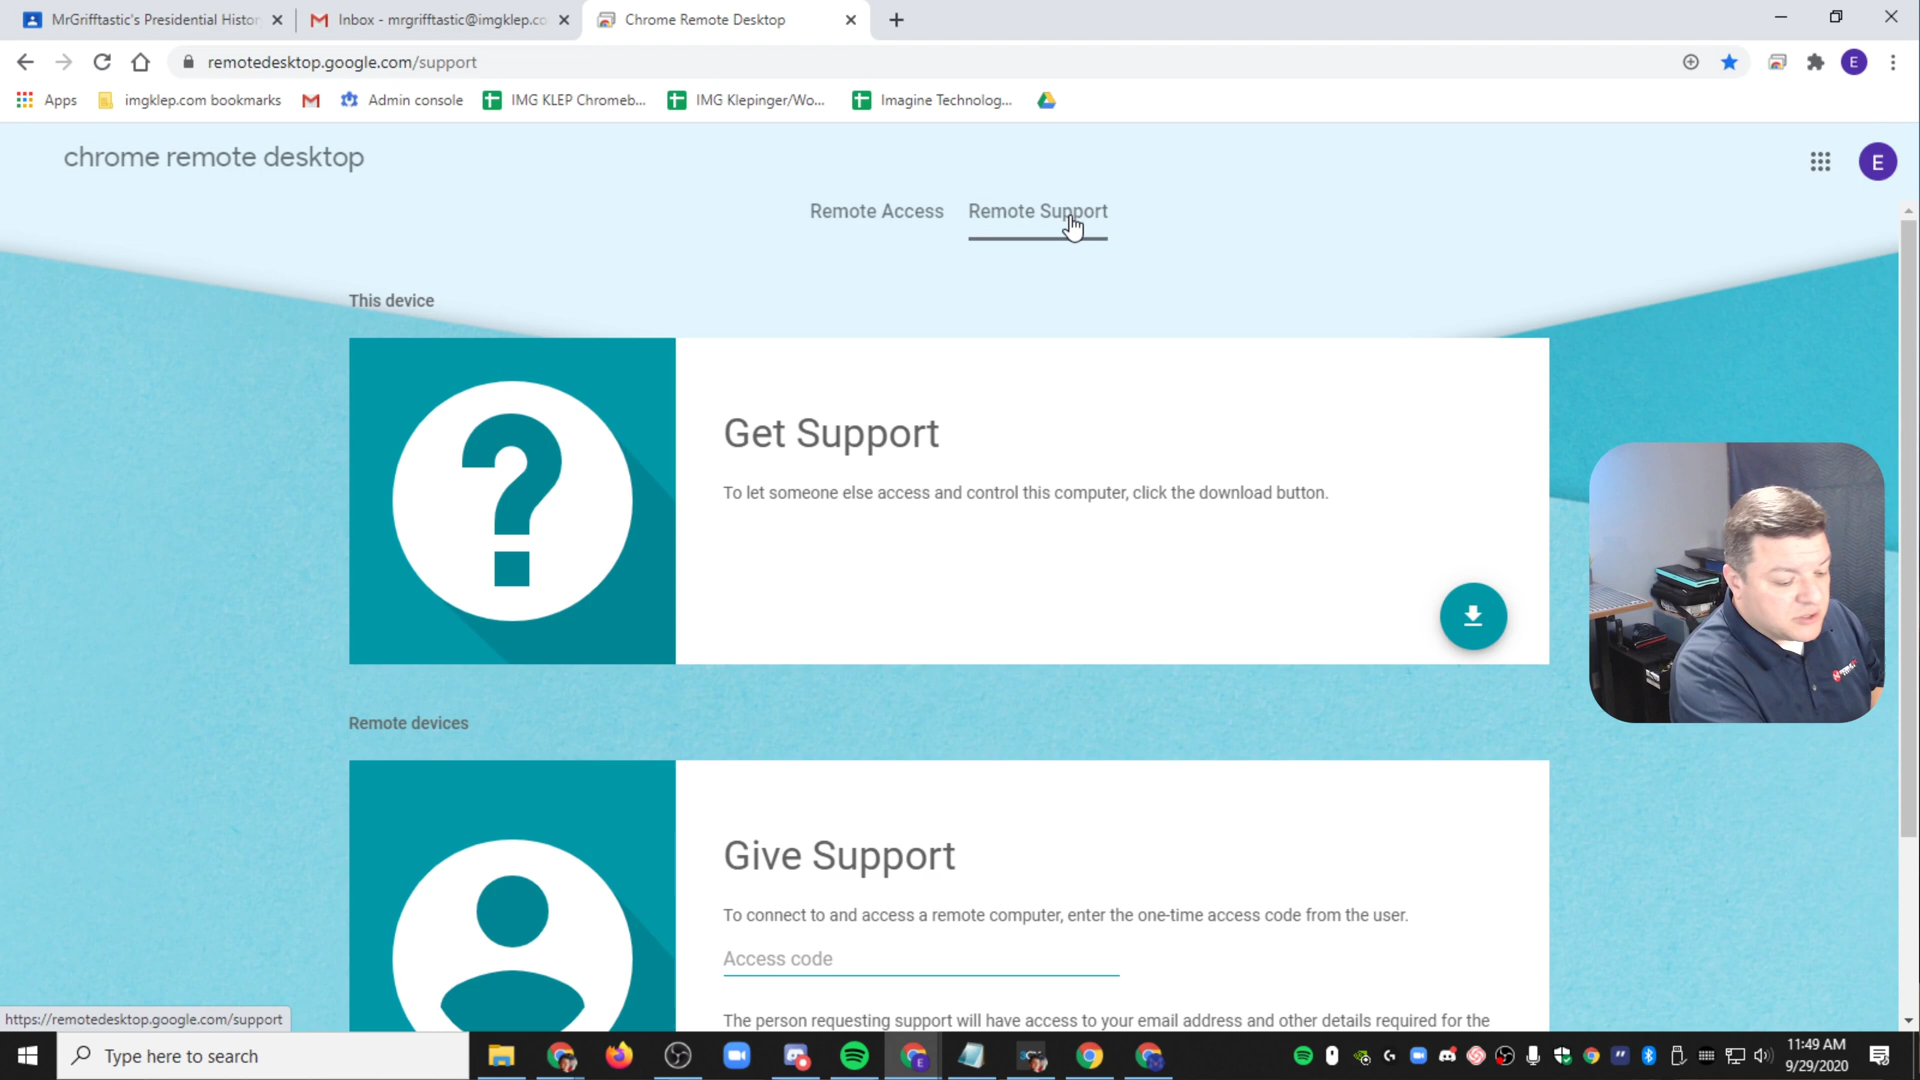 MrGrifftastic's Presidential Histor
Inbox - mrgrifftastic@imgklep.co
Chrome Remote Desktop
remotedesktop.google.com/support
E
Apps
imgklep.com bookmarks
Admin console
IMG KLEP Chromeb...
IMG Klepinger/Wo...
Imagine Technolog...
chrome remote desktop
E
Remote Access
Remote Support
This device
Get Support
To let someone else access and control this computer, click the download button.
Remote devices
Give Support
To connect to and access a remote computer, enter the one-time access code from the user.
Access code
The person requesting support will have access to your email address and other details required for the
https://remotedesktop.google.com/support
Type here to search
11:49 AM
9/29/2020